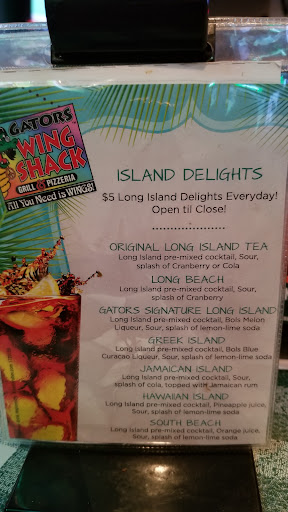 GATORS
WING
SHACK
GRILL & PIZZERIA
All You Need is WINGS!
ISLAND DELIGHTS
$5 Long Island Delights Everyday!
Open til Close!
.....................
ORIGINAL LONG ISLAND TEA
Long Island pre-mixed cocktail, Sour,
splash of Cranberry or Cola
LONG BEACH
Long Island pre-mixed cocktail, Sour,
splash of Cranberry
GATORS SIGNATURE LONG ISLAND
Long Island pre-mixed cocktail, Bols Melon
Liqueur, Sour, splash of lemon-lime soda
GREEK ISLAND
Long Island pre-mixed cocktail, Bols Blue
Curacao Liqueur, Sour, splash of lemon-lime soda
JAMAICAN ISLAND
Long Island pre-mixed cocktail, Sour,
splash of cola, topped with Jamaican rum
HAWAIIAN ISLAND
Long Island pre-mixed cocktail, Pineapple juice,
Sour, splash of lemon-lime soda
SOUTH BEACH
Long Island pre-mixed cocktail, Orange juice,
Sour, splash of lemon-lime soda